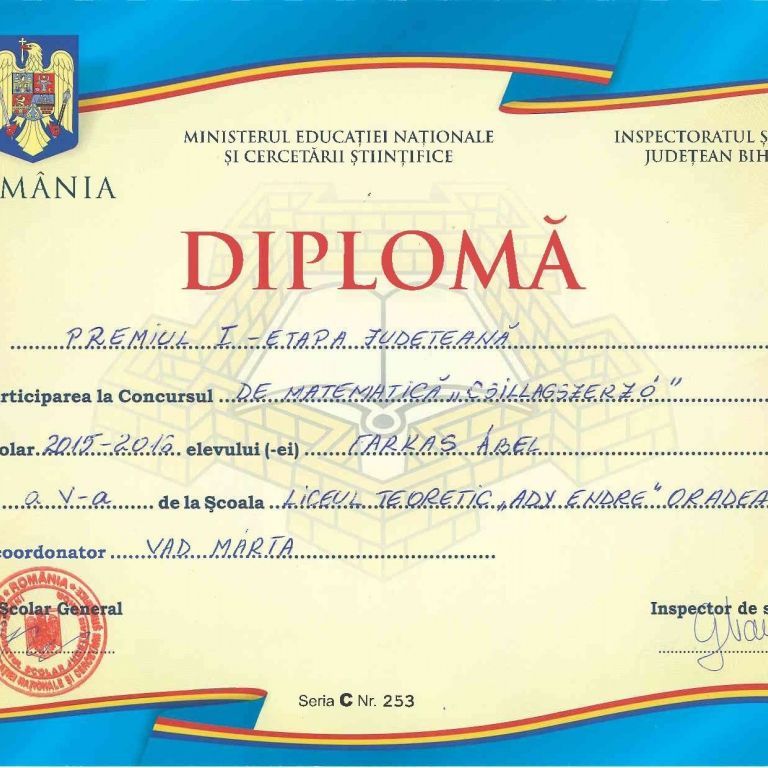 MINISTERUL EDUCAȚIEI NAȚIONALE
ȘI CERCETĂRII ȘTIINȚIFICE
INSPECTORATUL Ș
JUDEȚEAN BIH
MÂNIA
DIPLOMĂ
PREMIUL I - ETAPA JUDEȚEANĂ
rticiparea la Concursul DE MATEMATICĂ „CSILLAGSZERZŐ"
olar 2015-2016 elevului (-ei) FARKAS ÁBEL
a V-a de la Școala LICEUL TEORETIC „ADY ENDRE" ORADEA
coordonator VAD MÁRTA
Școlar General
Inspector de s
ROMÂNIA
Seria C Nr. 253